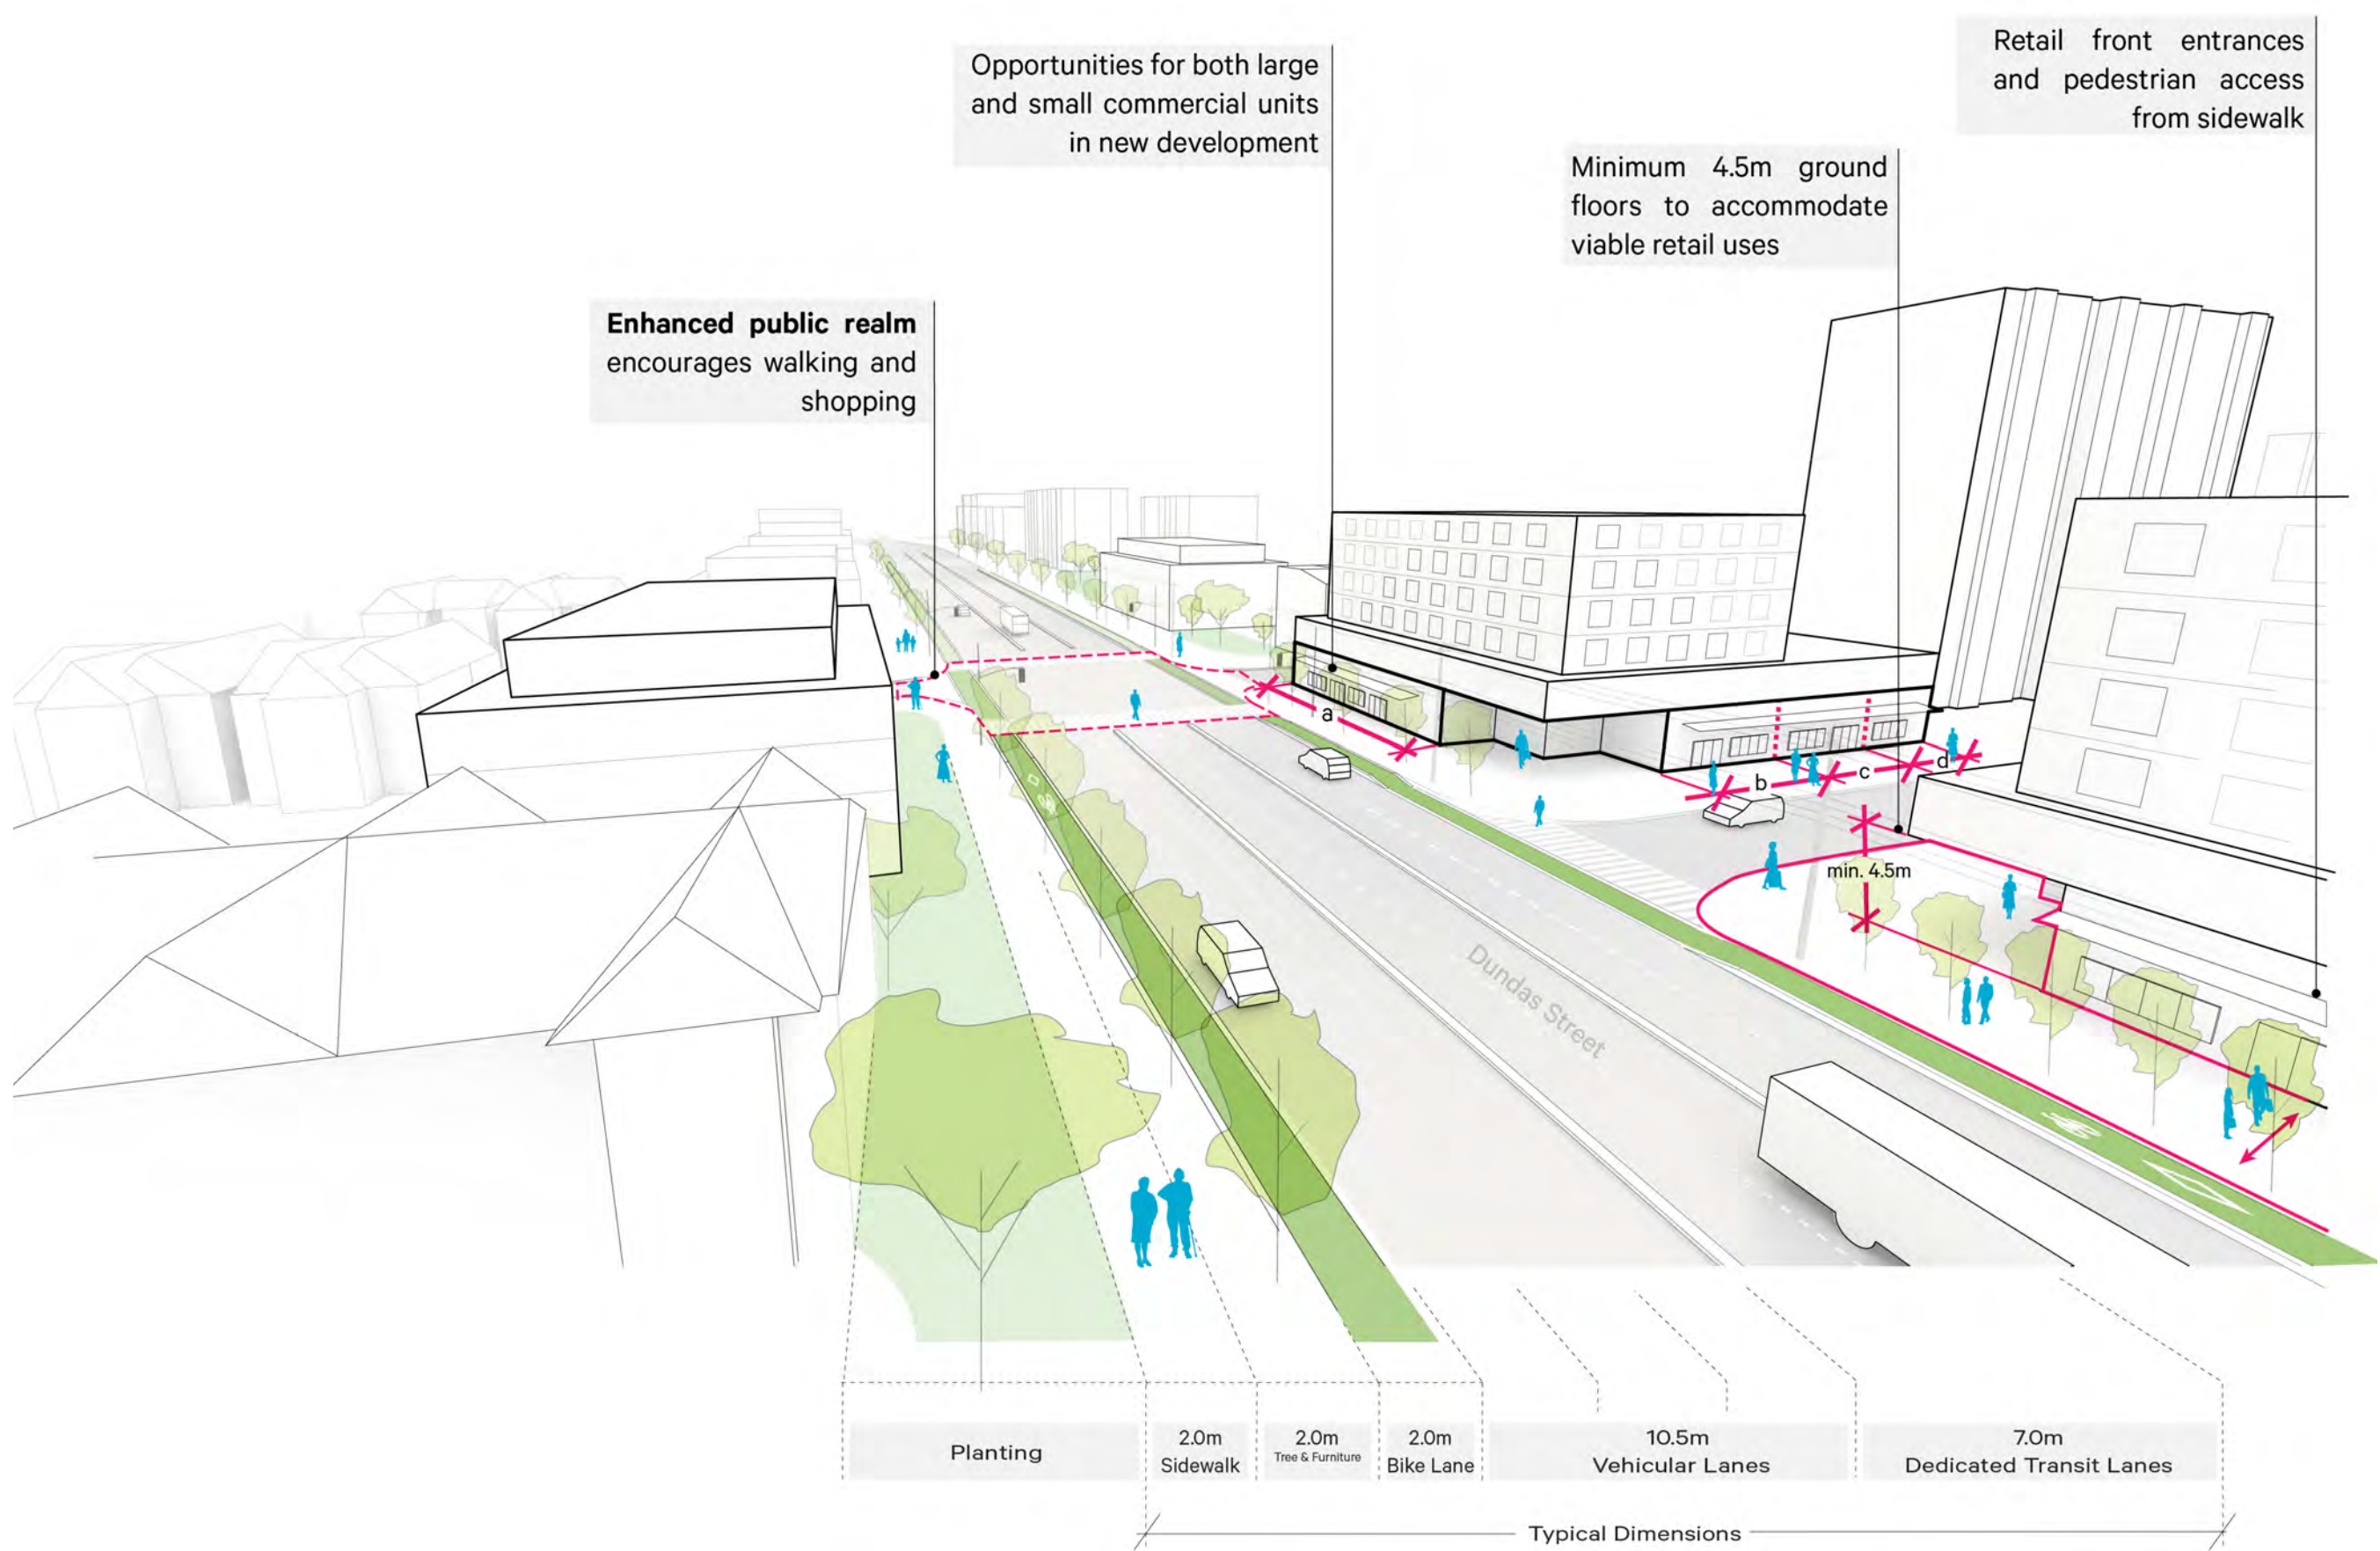 Retail front entrances
and pedestrian access
from sidewalk
Opportunities for both large
and small commercial units
in new development
Minimum 4.5m ground
floors to accommodate
viable retail uses
Enhanced public realm
encourages walking and
shopping
a
b
c
d
min. 4.5m
Dundas Street
Planting
2.0m
Sidewalk
2.0m
Tree & Furniture
2.0m
Bike Lane
10.5m
Vehicular Lanes
7.0m
Dedicated Transit Lanes
Typical Dimensions